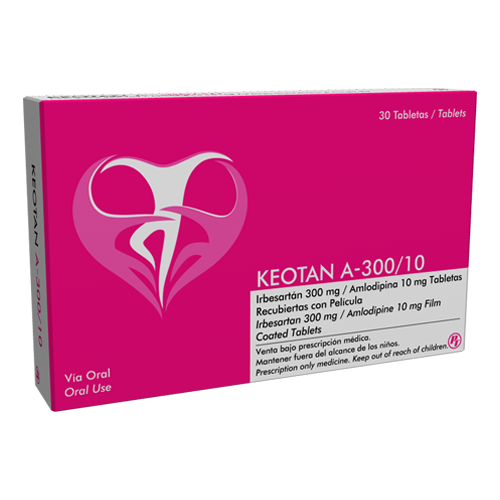 30 Tabletas / Tablets
KEOTAN A-300/10
KEOTAN A-300/10
Irbesartán 300 mg / Amlodipina 10 mg Tabletas
Recubiertas con Película
Irbesartan 300 mg / Amlodipine 10 mg Film
Coated Tablets
Venta bajo prescripción médica.
Mantener fuera del alcance de los niños.
Prescription only medicine. Keep out of reach of children.
Vía Oral
Oral Use